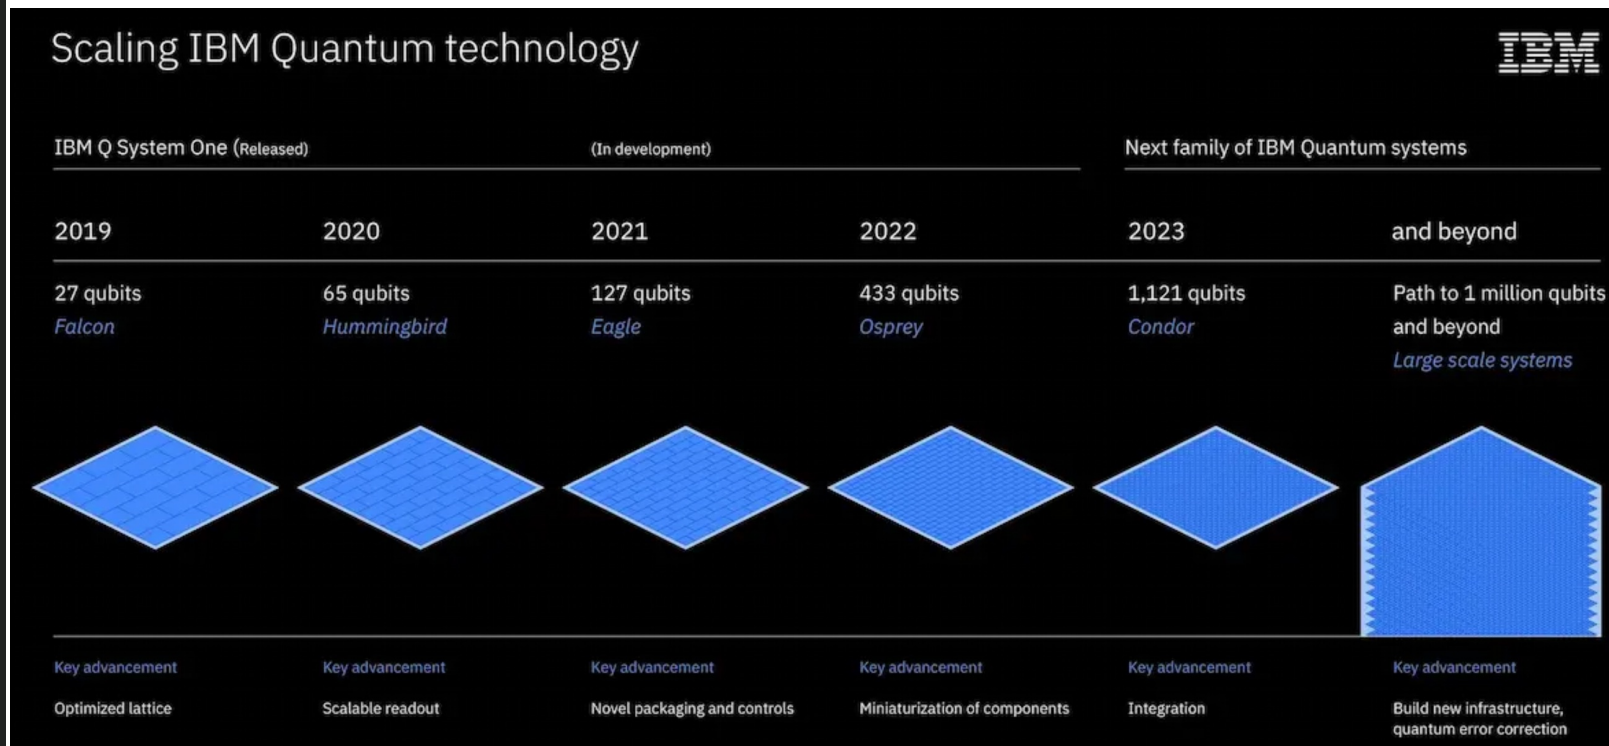 Scaling IBM Quantum technology
IBM
IBM Q System One (Released)
(In development)
Next family of IBM Quantum systems
2019
2020
2021
2022
2023
and beyond
27 qubits
65 qubits
127 qubits
433 qubits
1,121 qubits
Path to 1 million qubits
and beyond
Falcon
Hummingbird
Eagle
Osprey
Condor
Large scale systems
Key advancement
Key advancement
Key advancement
Key advancement
Key advancement
Key advancement
Optimized lattice
Scalable readout
Novel packaging and controls
Miniaturization of components
Integration
Build new infrastructure,
quantum error correction